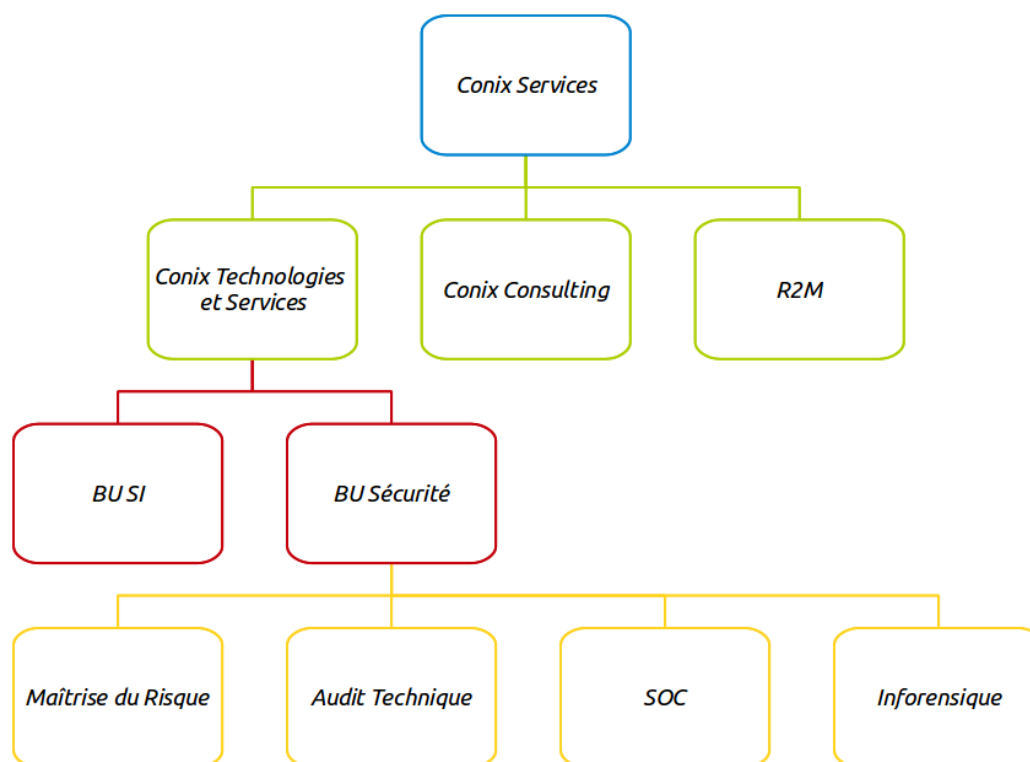 Conix Services
Conix Technologies
et Services
Conix Consulting
R2M
BU SI
BU Sécurité
Maîtrise du Risque
Audit Technique
SOC
Inforensique